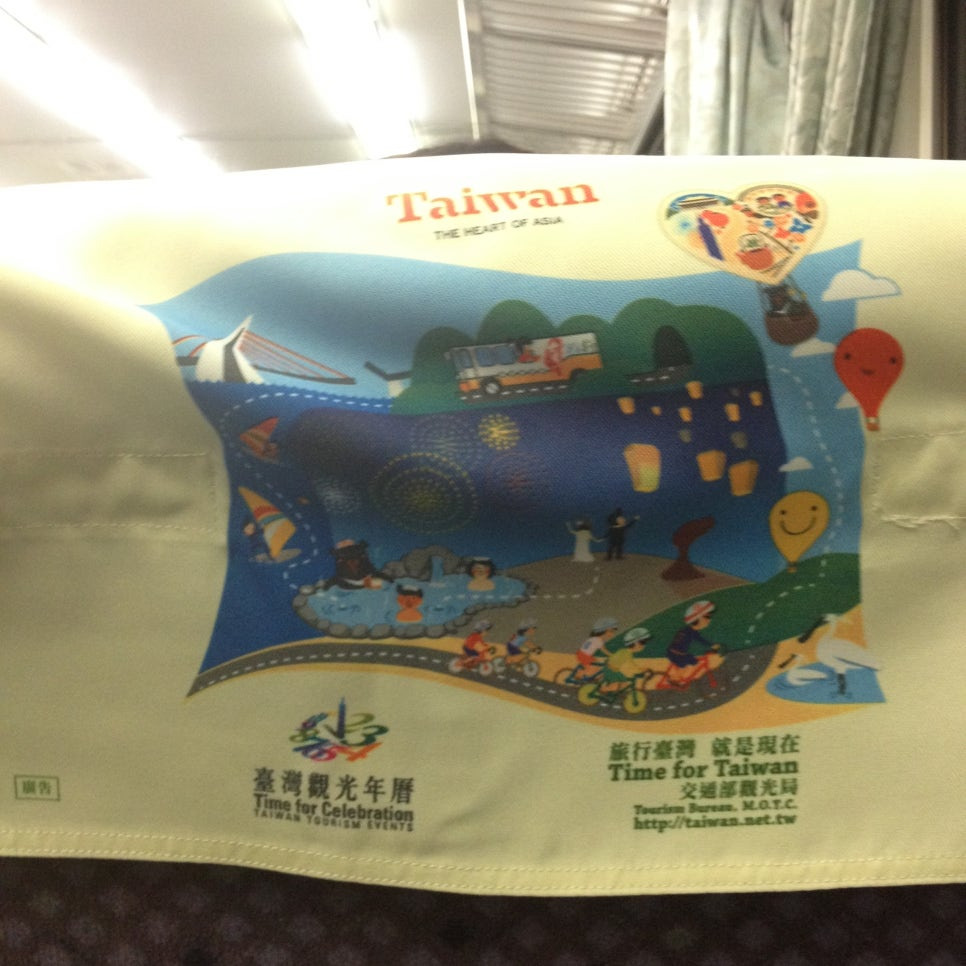 Taiwan
THE HEART OF ASIA
臺灣觀光年曆
Time for Celebration
TAIWAN TOURISM EVENTS
旅行臺灣 就是現在
Time for Taiwan
交通部觀光局
Tourism Bureau, M.O.T.C.
http://taiwan.net.tw
廣告